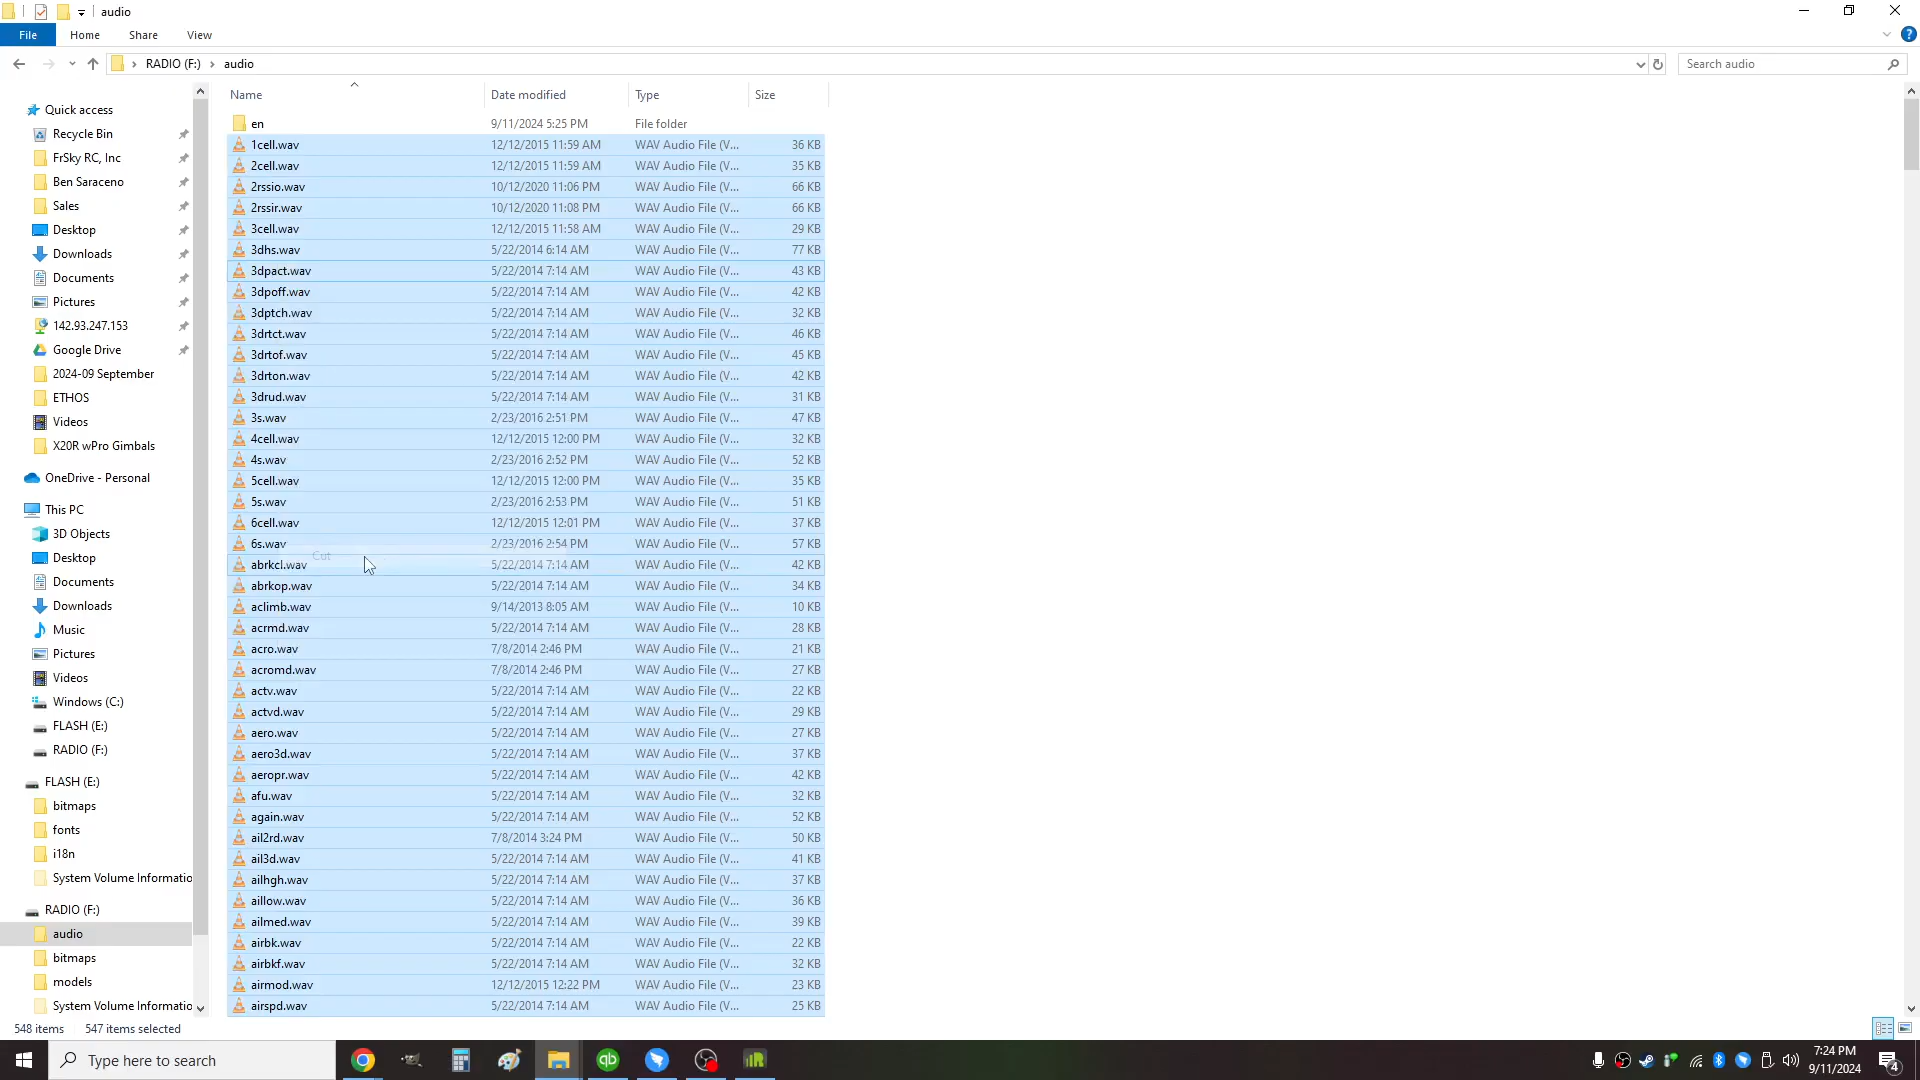 audio
File Home Share View
RADIO (F:) audio
Search audio
Name Date modified Type Size
Quick access
Recycle Bin
FrSky RC, Inc
Ben Saraceno
Sales
Desktop
Downloads
Documents
Pictures
142.93.247.153
Google Drive
2024-09 September
ETHOS
Videos
X20R wPro Gimbals
OneDrive - Personal
This PC
3D Objects
Desktop
Documents
Downloads
Music
Pictures
Videos
Windows (C:)
FLASH (E:)
RADIO (F:)
FLASH (E:)
bitmaps
fonts
i18n
System Volume Informatio
RADIO (F:)
audio
bitmaps
models
System Volume Informatio
en 9/11/2024 5:25 PM File folder
1cell.wav 12/12/2015 11:59 AM WAV Audio File (V... 36 KB
2cell.wav 12/12/2015 11:59 AM WAV Audio File (V... 35 KB
2rssio.wav 10/12/2020 11:06 PM WAV Audio File (V... 66 KB
2rssir.wav 10/12/2020 11:08 PM WAV Audio File (V... 66 KB
3cell.wav 12/12/2015 11:58 AM WAV Audio File (V... 29 KB
3dhs.wav 5/22/2014 6:14 AM WAV Audio File (V... 77 KB
3dpact.wav 5/22/2014 7:14 AM WAV Audio File (V... 43 KB
3dpoff.wav 5/22/2014 7:14 AM WAV Audio File (V... 42 KB
3dptch.wav 5/22/2014 7:14 AM WAV Audio File (V... 32 KB
3drtct.wav 5/22/2014 7:14 AM WAV Audio File (V... 46 KB
3drtof.wav 5/22/2014 7:14 AM WAV Audio File (V... 45 KB
3drton.wav 5/22/2014 7:14 AM WAV Audio File (V... 42 KB
3drud.wav 5/22/2014 7:14 AM WAV Audio File (V... 31 KB
3s.wav 2/23/2016 2:51 PM WAV Audio File (V... 47 KB
4cell.wav 12/12/2015 12:00 PM WAV Audio File (V... 32 KB
4s.wav 2/23/2016 2:52 PM WAV Audio File (V... 52 KB
5cell.wav 12/12/2015 12:00 PM WAV Audio File (V... 35 KB
5s.wav 2/23/2016 2:53 PM WAV Audio File (V... 51 KB
6cell.wav 12/12/2015 12:01 PM WAV Audio File (V... 37 KB
6s.wav 2/23/2016 2:54 PM WAV Audio File (V... 57 KB
Cut
abrkcl.wav 5/22/2014 7:14 AM WAV Audio File (V... 42 KB
abrkop.wav 5/22/2014 7:14 AM WAV Audio File (V... 34 KB
aclimb.wav 9/14/2013 8:05 AM WAV Audio File (V... 10 KB
acrmd.wav 5/22/2014 7:14 AM WAV Audio File (V... 28 KB
acro.wav 7/8/2014 2:46 PM WAV Audio File (V... 21 KB
acromd.wav 7/8/2014 2:46 PM WAV Audio File (V... 27 KB
actv.wav 5/22/2014 7:14 AM WAV Audio File (V... 22 KB
actvd.wav 5/22/2014 7:14 AM WAV Audio File (V... 29 KB
aero.wav 5/22/2014 7:14 AM WAV Audio File (V... 27 KB
aero3d.wav 5/22/2014 7:14 AM WAV Audio File (V... 37 KB
aeropr.wav 5/22/2014 7:14 AM WAV Audio File (V... 42 KB
afu.wav 5/22/2014 7:14 AM WAV Audio File (V... 32 KB
again.wav 5/22/2014 7:14 AM WAV Audio File (V... 52 KB
ail2rd.wav 7/8/2014 3:24 PM WAV Audio File (V... 50 KB
ail3d.wav 5/22/2014 7:14 AM WAV Audio File (V... 41 KB
ailhgh.wav 5/22/2014 7:14 AM WAV Audio File (V... 37 KB
aillow.wav 5/22/2014 7:14 AM WAV Audio File (V... 36 KB
ailmed.wav 5/22/2014 7:14 AM WAV Audio File (V... 39 KB
airbk.wav 5/22/2014 7:14 AM WAV Audio File (V... 22 KB
airbkf.wav 5/22/2014 7:14 AM WAV Audio File (V... 32 KB
airmod.wav 12/12/2015 12:22 PM WAV Audio File (V... 23 KB
airspd.wav 5/22/2014 7:14 AM WAV Audio File (V... 25 KB
548 items 547 items selected
Type here to search
qb
7:24 PM
9/11/2024
4